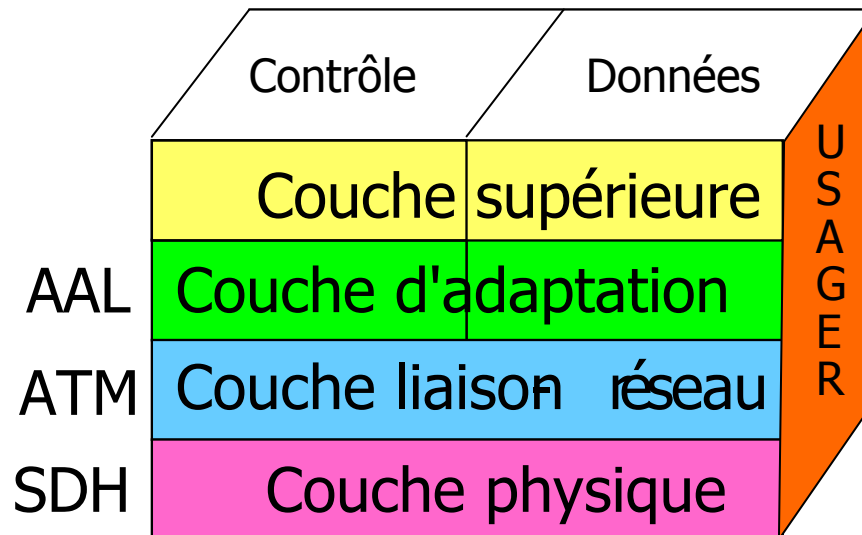 Contrôle Données
Couche supérieure
AAL Couche d'adaptation
ATM Couche liaison- réseau
SDH Couche physique
USAGER